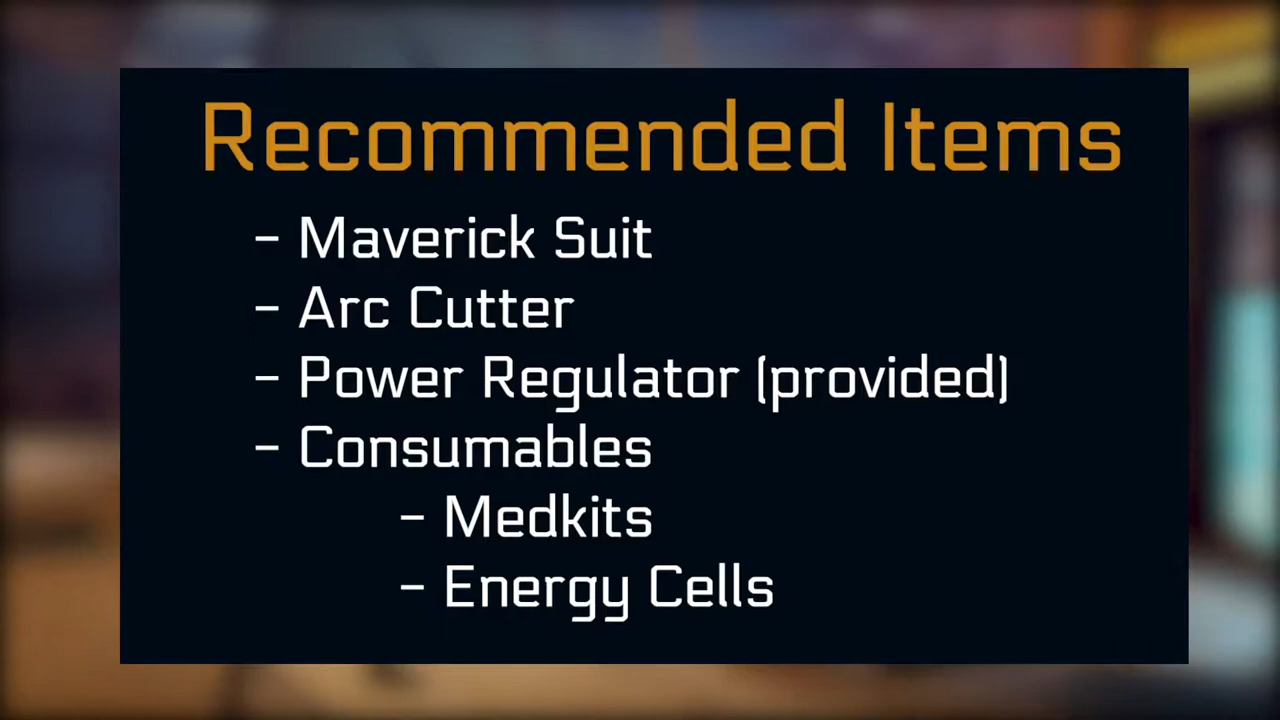 Recommended Items
- Maverick Suit
- Arc Cutter
- Power Regulator (provided)
- Consumables
- Medkits
- Energy Cells